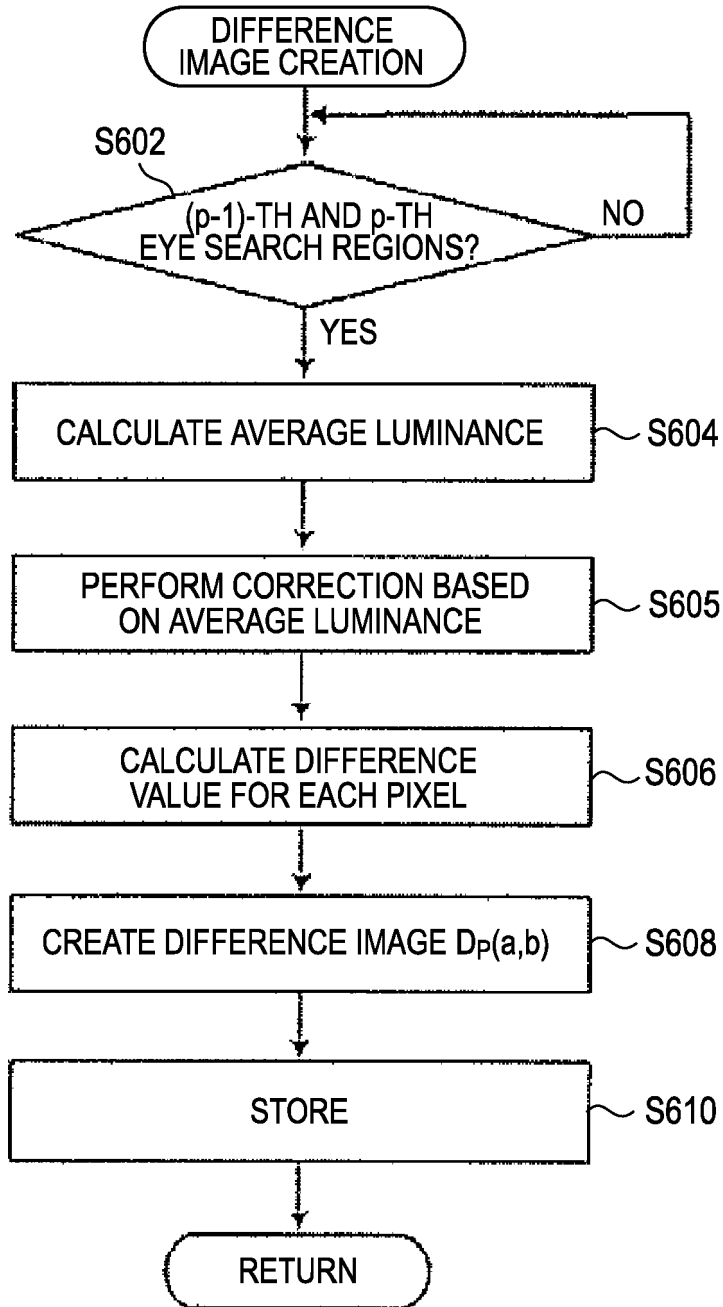 DIFFERENCE
IMAGE CREATION
S602
(p-1)-TH AND p-TH
EYE SEARCH REGIONS?
NO
YES
CALCULATE AVERAGE LUMINANCE
S604
PERFORM CORRECTION BASED
ON AVERAGE LUMINANCE
S605
CALCULATE DIFFERENCE
VALUE FOR EACH PIXEL
S606
CREATE DIFFERENCE IMAGE DP(a,b)
S608
STORE
S610
RETURN